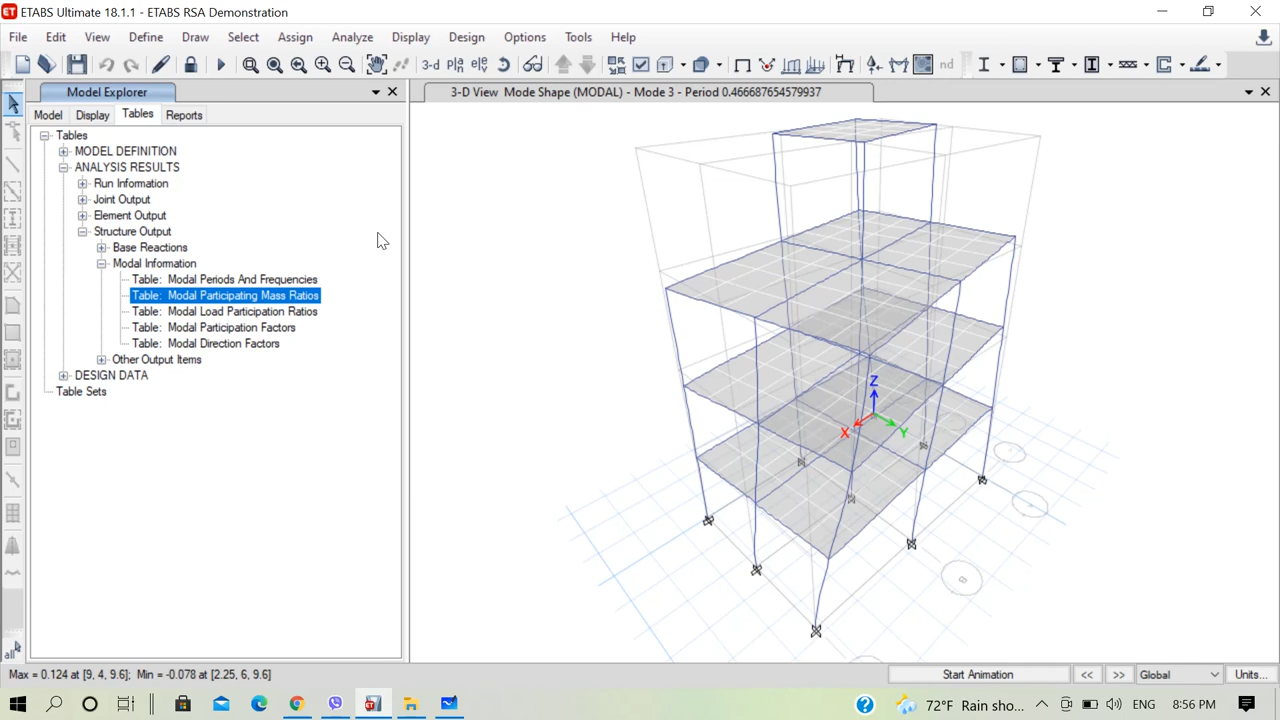 ETABS Ultimate 18.1.1 - ETABS RSA Demonstration
File Edit View Define Draw Select Assign Analyze Display Design Options Tools Help
3-d
nd
Model Explorer
3-D View Mode Shape (MODAL) - Mode 3 - Period 0.466687654579937
Model Display Tables Reports
Tables
MODEL DEFINITION
ANALYSIS RESULTS
Run Information
Joint Output
Element Output
Structure Output
Base Reactions
Modal Information
Table: Modal Periods And Frequencies
Table: Modal Participating Mass Ratios
Table: Modal Load Participation Ratios
Table: Modal Participation Factors
Table: Modal Direction Factors
Other Output Items
DESIGN DATA
Table Sets
Z
X
Y
B
all
Max = 0.124 at [9, 4, 9.6]; Min = -0.078 at [2.25, 6, 9.6]
Start Animation
<<
>>
Global
Units...
72°F Rain sho...
ENG
8:56 PM